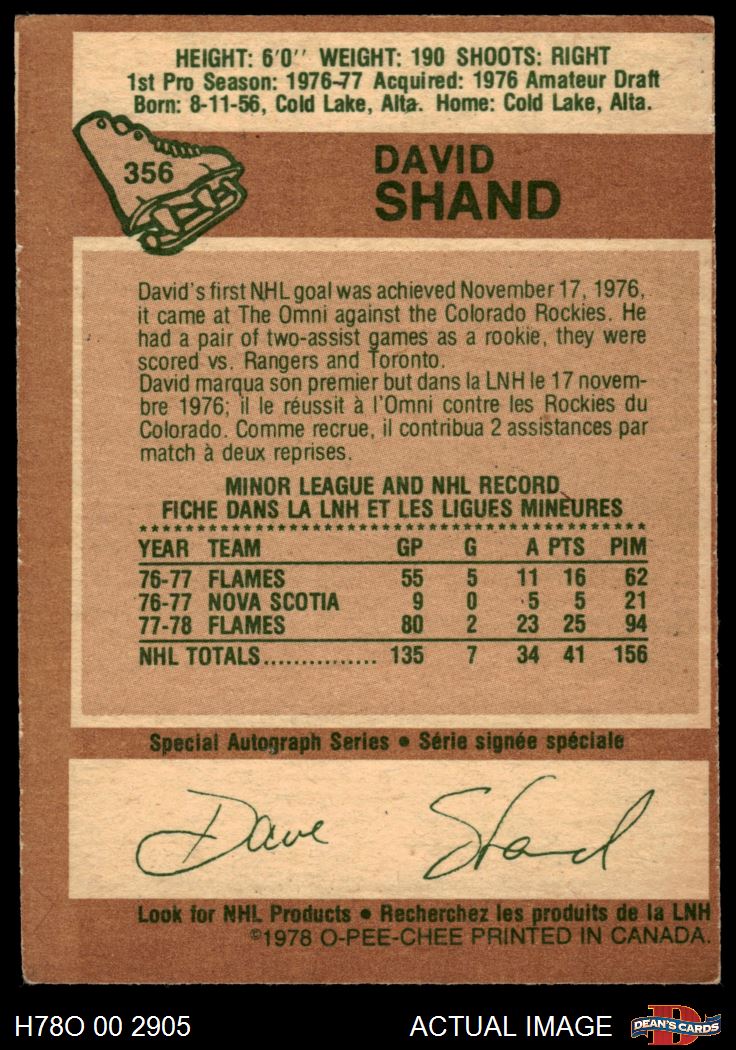 HEIGHT: 6'0'' WEIGHT: 190 SHOOTS: RIGHT
1st Pro Season: 1976-77 Acquired: 1976 Amateur Draft
Born: 8-11-56, Cold Lake, Alta. Home: Cold Lake, Alta.
356
DAVID
SHAND
David's first NHL goal was achieved November 17, 1976,
it came at The Omni against the Colorado Rockies. He
had a pair of two-assist games as a rookie, they were
scored vs. Rangers and Toronto.
David marqua son premier but dans la LNH le 17 novem-
bre 1976; il le réussit à l'Omni contre les Rockies du
Colorado. Comme recrue, il contribua 2 assistances par
match à deux reprises.
MINOR LEAGUE AND NHL RECORD
FICHE DANS LA LNH ET LES LIGUES MINEURES
YEAR TEAM GP G A PTS PIM
76-77 FLAMES 55 5 11 16 62
76-77 NOVA SCOTIA 9 0 5 5 21
77-78 FLAMES 80 2 23 25 94
NHL TOTALS............... 135 7 34 41 156
Special Autograph Series • Série signée spéciale
Dave Shand
Look for NHL Products • Recherchez les produits de la LNH
©1978 O-PEE-CHEE PRINTED IN CANADA.
H78O 00 2905 ACTUAL IMAGE DEAN'S CARDS